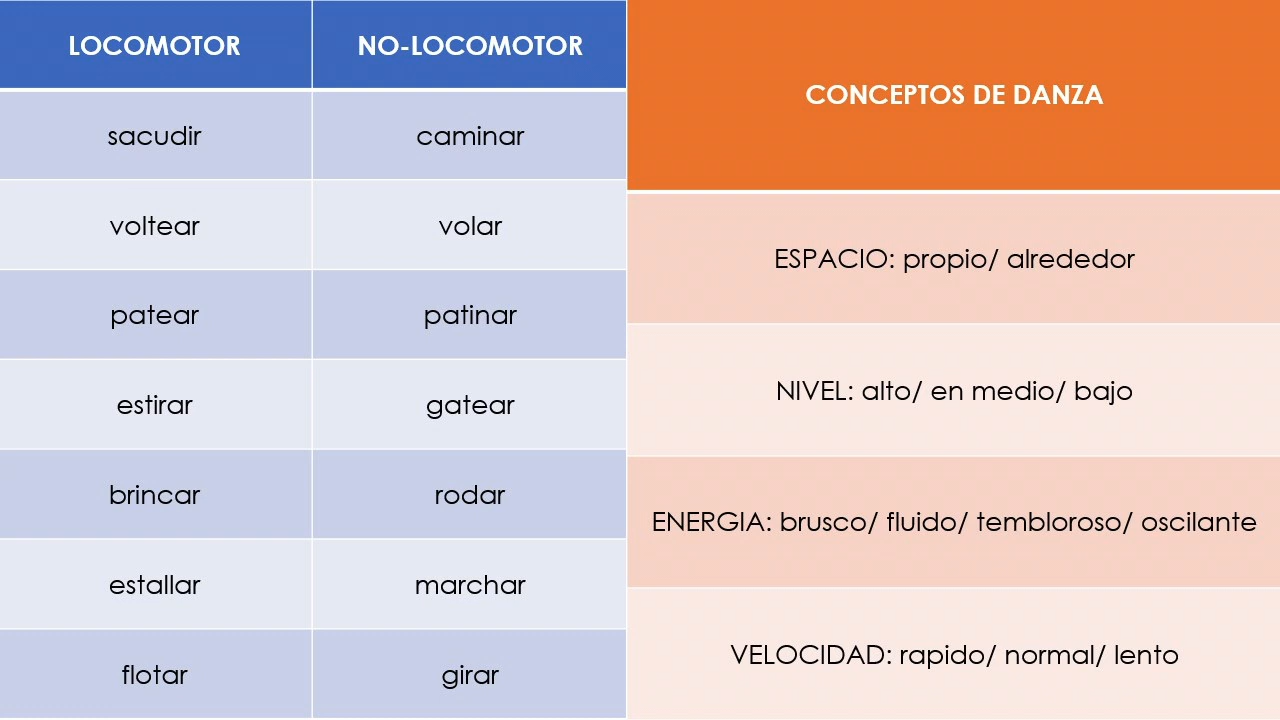 LOCOMOTOR NO-LOCOMOTOR
sacudir caminar
voltear volar
patear patinar
estirar gatear
brincar rodar
estallar marchar
flotar girar
CONCEPTOS DE DANZA
ESPACIO: propio/ alrededor
NIVEL: alto/ en medio/ bajo
ENERGIA: brusco/ fluido/ tembloroso/ oscilante
VELOCIDAD: rapido/ normal/ lento